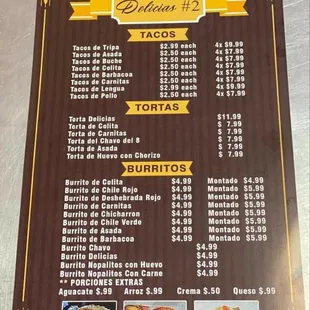 Delicias #2
TACOS
Tacos de Tripa $2.99 each 4x $9.99
Tacos de Asada $2.50 each 4x $7.99
Tacos de Buche $2.50 each 4x $7.99
Tacos de Colita $2.50 each 4x $7.99
Tacos de Barbacoa $2.50 each 4x $7.99
Tacos de Carnitas $2.50 each 4x $7.99
Tacos de Lengua $2.99 each 4x $9.99
Tacos de Pollo $2.50 each 4x $7.99
TORTAS
Torta Delicias $11.99
Torta de Colita $ 7.99
Torta de Carnitas $ 7.99
Torta del Chavo del 8 $ 7.99
Torta de Asada $ 7.99
Torta de Huevo con Chorizo $ 7.99
BURRITOS
Burrito de Colita $4.99 Montado $4.99
Burrito de Chile Rojo $4.99 Montado $5.99
Burrito de Deshebrada Rojo $4.99 Montado $5.99
Burrito de Carnitas $4.99 Montado $5.99
Burrito de Chicharron $4.99 Montado $5.99
Burrito de Chile Verde $4.99 Montado $5.99
Burrito de Asada $4.99 Montado $5.99
Burrito de Barbacoa $4.99 Montado $5.99
Burrito Chavo $4.99
Burrito Delicias $4.99
Burrito Nopalitos con Huevo $4.99
Burrito Nopalitos Con Carne $4.99
** PORCIONES EXTRAS
Aguacate $.99 Arroz $.99 Crema $.50 Queso $.99